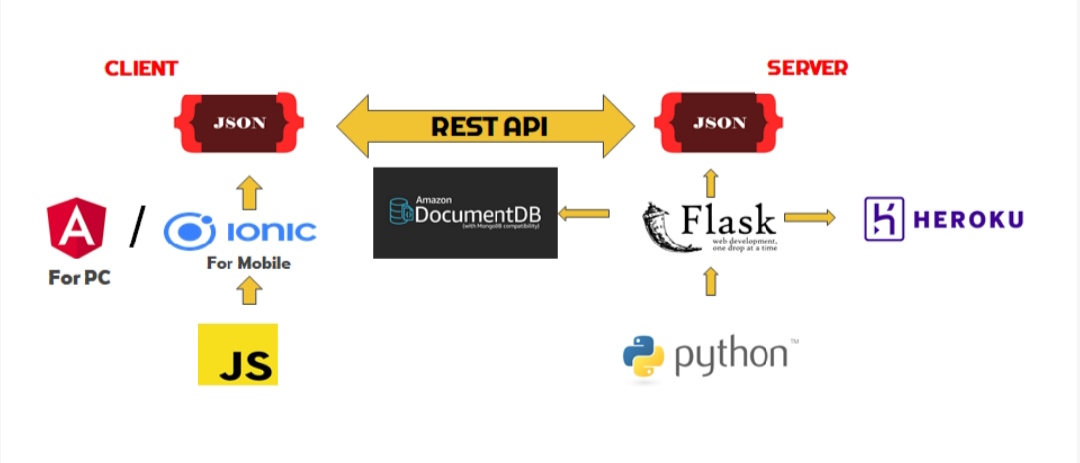 CLIENT
SERVER
JSON
REST API
JSON
Amazon
DocumentDB
(with MongoDB compatibility)
A
/
IONIC
Flask
web development,
one drop at a time
HEROKU
For PC
For Mobile
JS
python™